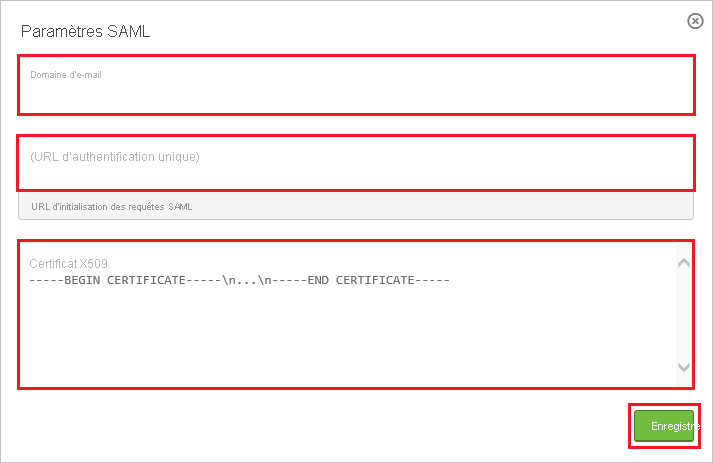 Paramètres SAML
Domaine d'e-mail
(URL d'authentification unique)
URL d'initialisation des requêtes SAML
Certificat X509
-----BEGIN CERTIFICATE-----\n...\n-----END CERTIFICATE-----
Enregistre